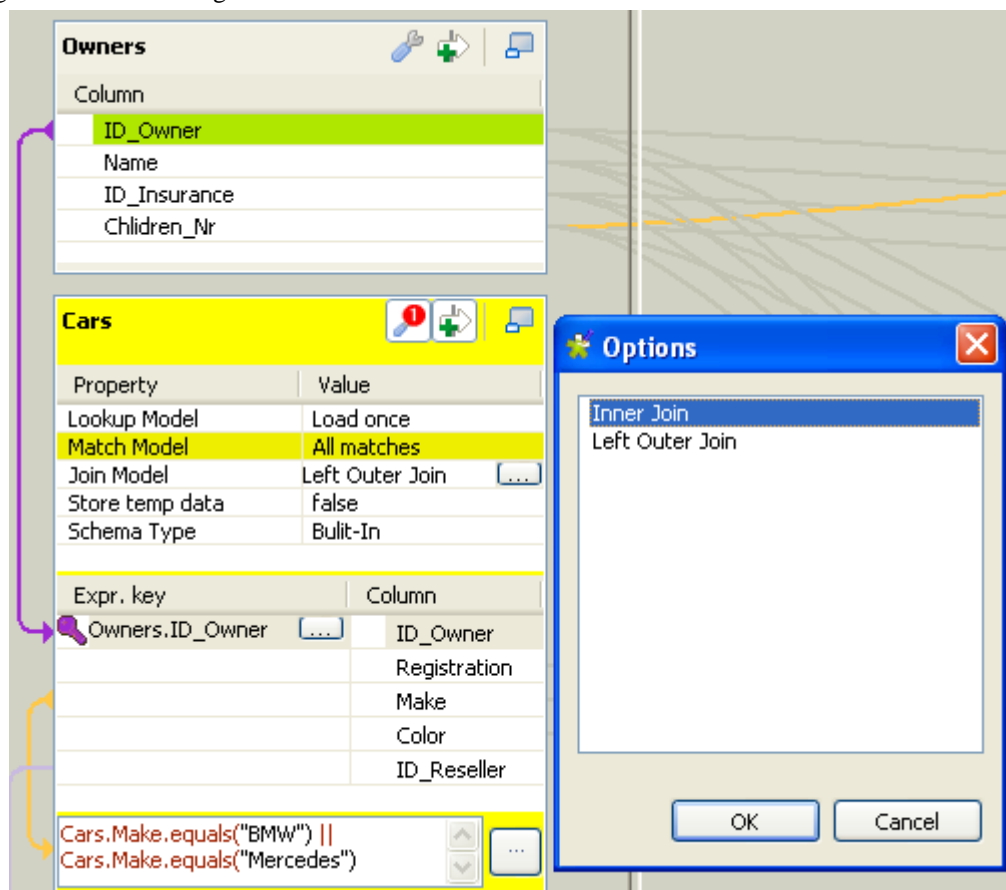 Owners
Column
ID_Owner
Name
ID_Insurance
Chlidren_Nr
Cars
1
Property Value
Lookup Model Load once
Match Model All matches
Join Model Left Outer Join ...
Store temp data false
Schema Type Bulit-In
Expr. key Column
Owners.ID_Owner ... ID_Owner
Registration
Make
Color
ID_Reseller
Cars.Make.equals("BMW") ||
Cars.Make.equals("Mercedes")
...
Options
Inner Join
Left Outer Join
OK Cancel